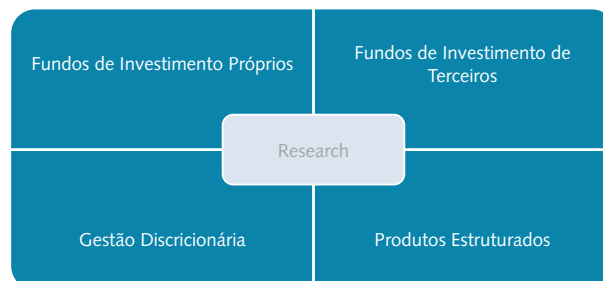 Fundos de Investimento Próprios
Fundos de Investimento de
Terceiros
Research
Gestão Discricionária
Produtos Estruturados